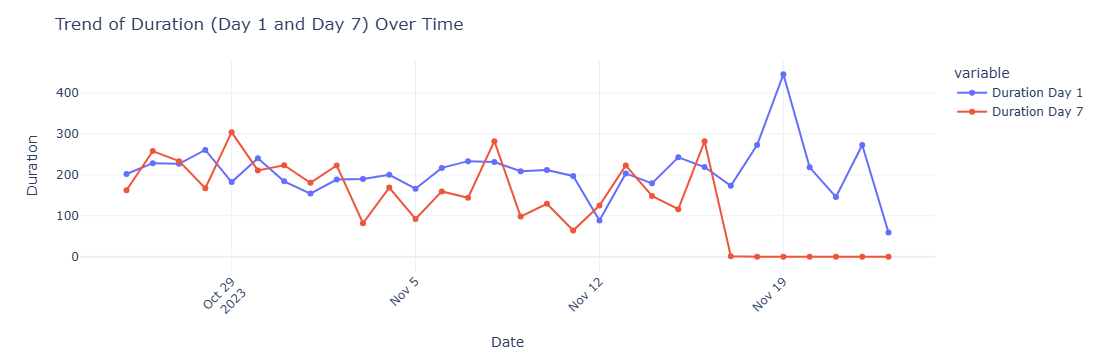 Trend of Duration (Day 1 and Day 7) Over Time
variable
Duration Day 1
Duration Day 7
Duration
400
300
200
100
0
Oct 29
2023
Nov 5
Nov 12
Nov 19
Date